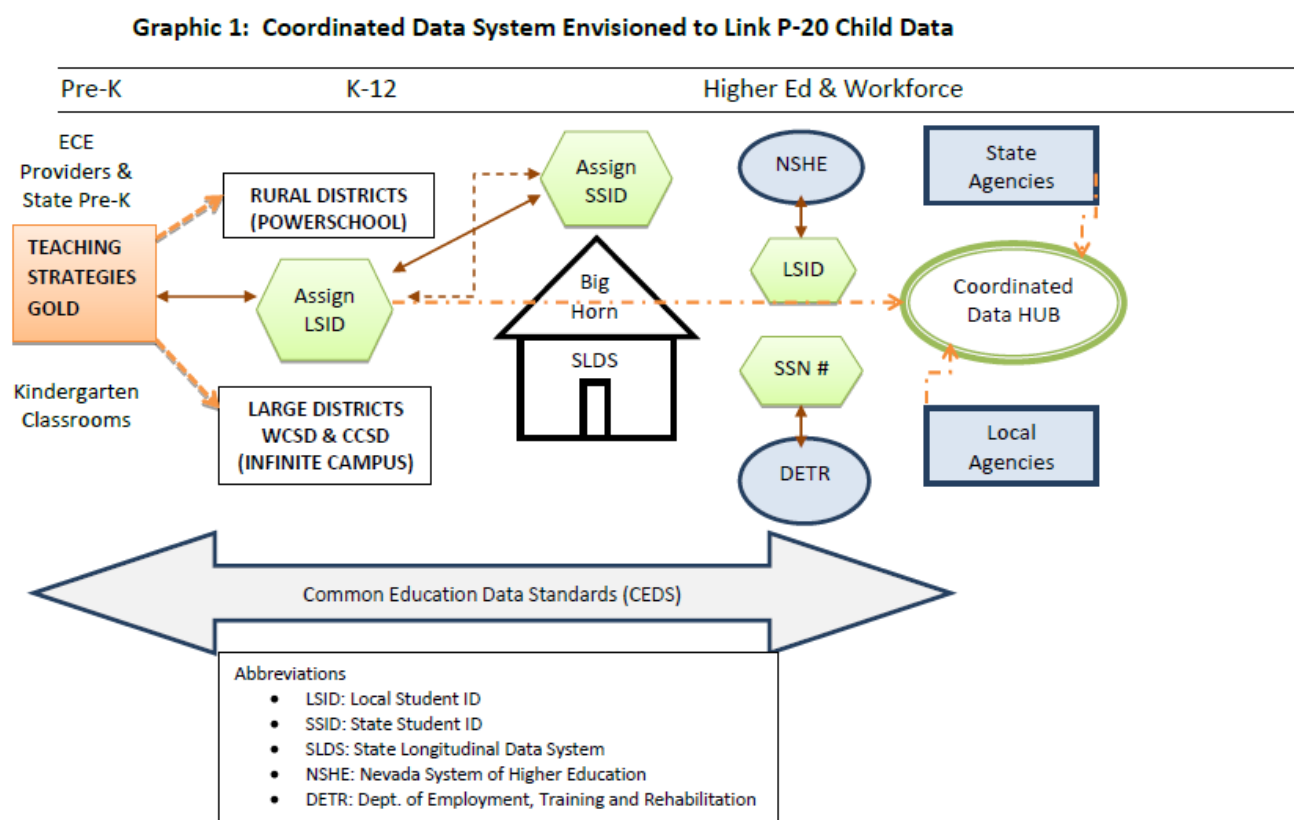 Graphic 1: Coordinated Data System Envisioned to Link P-20 Child Data
Pre-K
K-12
Higher Ed & Workforce
ECE
Providers &
State Pre-K
TEACHING
STRATEGIES
GOLD
Kindergarten
Classrooms
RURAL DISTRICTS
(POWERSCHOOL)
Assign
LSID
LARGE DISTRICTS
WCSD & CCSD
(INFINITE CAMPUS)
Assign
SSID
Big
Horn
SLDS
NSHE
LSID
SSN #
DETR
State
Agencies
Coordinated
Data HUB
Local
Agencies
Common Education Data Standards (CEDS)
Abbreviations
• LSID: Local Student ID
• SSID: State Student ID
• SLDS: State Longitudinal Data System
• NSHE: Nevada System of Higher Education
• DETR: Dept. of Employment, Training and Rehabilitation